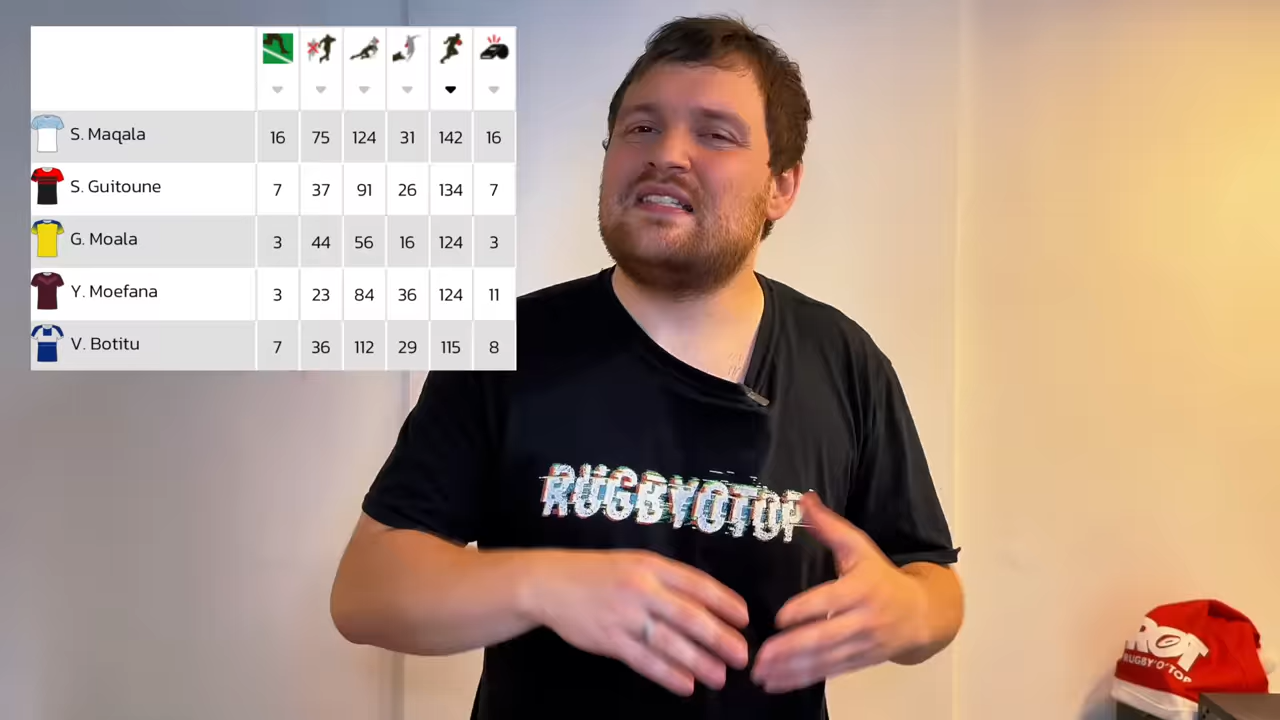 S. Maqala 16 75 124 31 142 16
S. Guitoune 7 37 91 26 134 7
G. Moala 3 44 56 16 124 3
Y. Moefana 3 23 84 36 124 11
V. Botitu 7 36 112 29 115 8
RUGBYOTOP
ROT
RUGBY'O'TOP